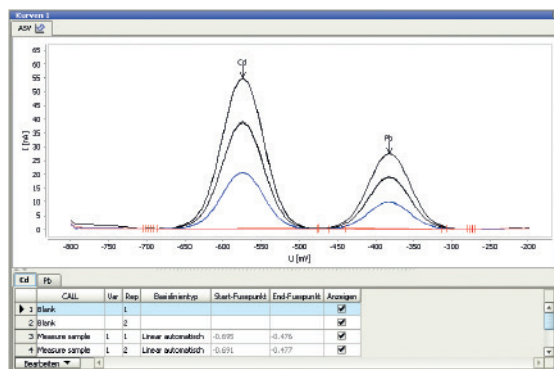 Kurven 1
ASV
I [nA]
65
60
55
50
45
40
35
30
25
20
15
10
5
0
Cd
Pb
-800 -700 -650 -600 -550 -500 -450 -400 -350 -300 -200
U [mV]
Cd Pb
CALL Var Rep Basislinientyp Start-Fusspunkt End-Fusspunkt Anzeigen
1 Blank 1
2 Blank 2
3 Measure sample 1 1 Linear automatisch -0.695 -0.476
4 Measure sample 1 2 Linear automatisch -0.691 -0.477
Bearbeiten